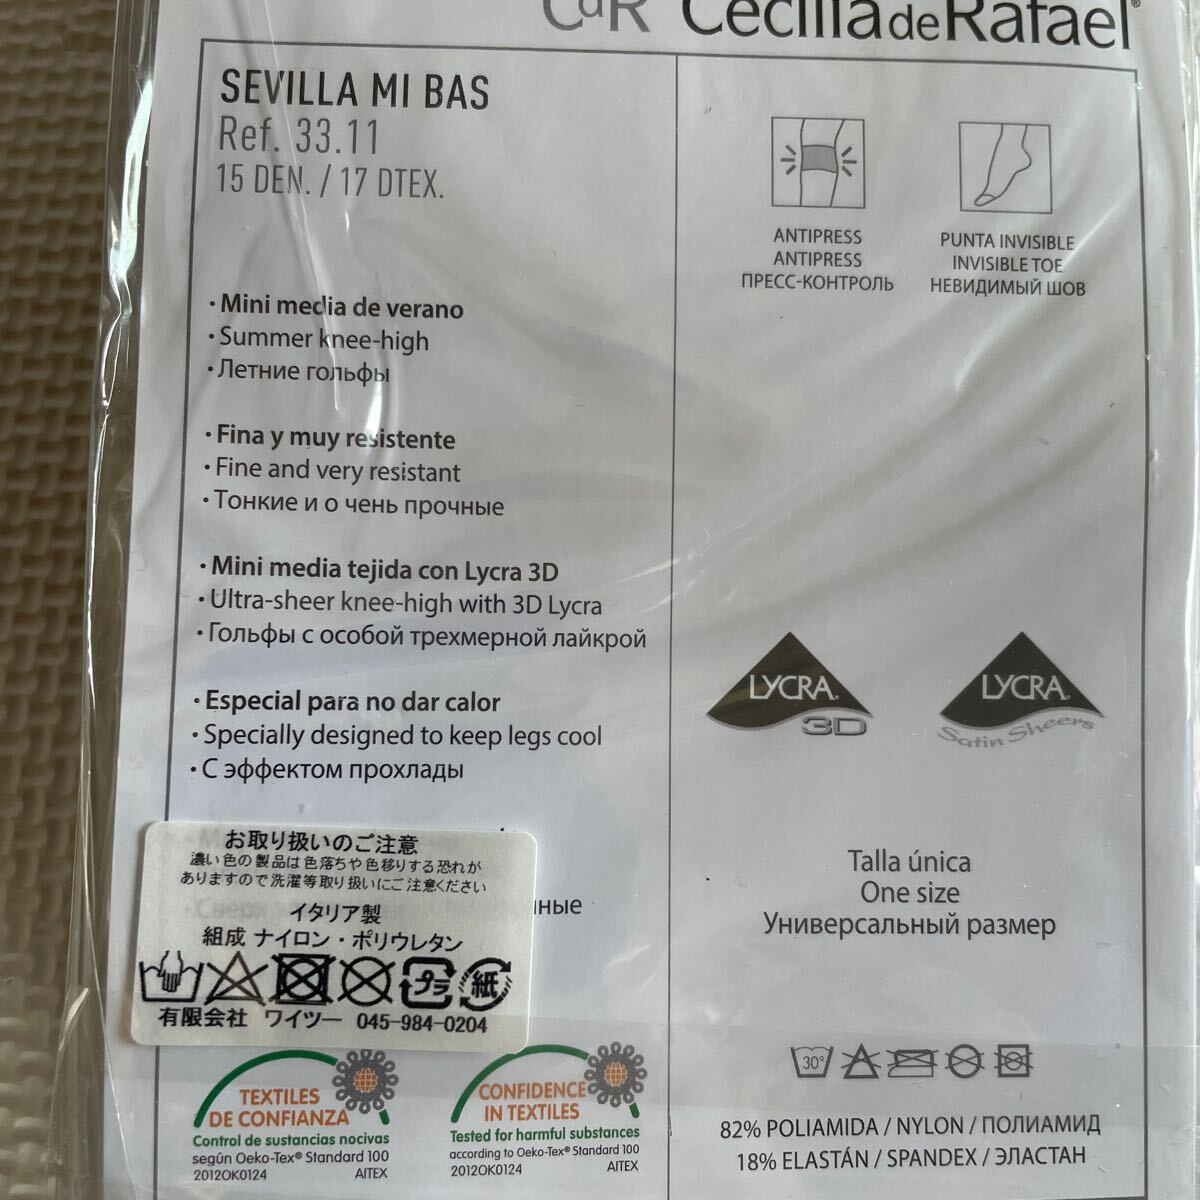 CdR Cecilia de Rafael®
SEVILLA MI BAS
Ref. 33.11
15 DEN. / 17 DTEX.
• Mini media de verano
• Summer knee-high
• Летние гольфы
• Fina y muy resistente
• Fine and very resistant
• Тонкие и о чень прочные
• Mini media tejida con Lycra 3D
• Ultra-sheer knee-high with 3D Lycra
• Гольфы с особой трехмерной лайкрой
• Especial para no dar calor
• Specially designed to keep legs cool
• С эффектом прохлады
нные
お取り扱いのご注意
濃い色の製品は色落ちや色移りする恐れが
ありますので洗濯等取り扱いにご注意ください
イタリア製
組成 ナイロン・ポリウレタン
プラ 紙
有限会社 ワイツー 045-984-0204
TEXTILES
DE CONFIANZA
Control de sustancias nocivas
según Oeko-Tex® Standard 100
2012OK0124 AITEX
CONFIDENCE
IN TEXTILES
Tested for harmful substances
according to Oeko-Tex® Standard 100
2012OK0124 AITEX
ANTIPRESS
ANTIPRESS
ПРЕСС-КОНТРОЛЬ
PUNTA INVISIBLE
INVISIBLE TOE
НЕВИДИМЫЙ ШОВ
LYCRA®
3D
LYCRA®
Satin Sheers
Talla única
One size
Универсальный размер
30°
82% POLIAMIDA / NYLON / ПОЛИАМИД
18% ELASTÁN / SPANDEX / ЭЛАСТАН